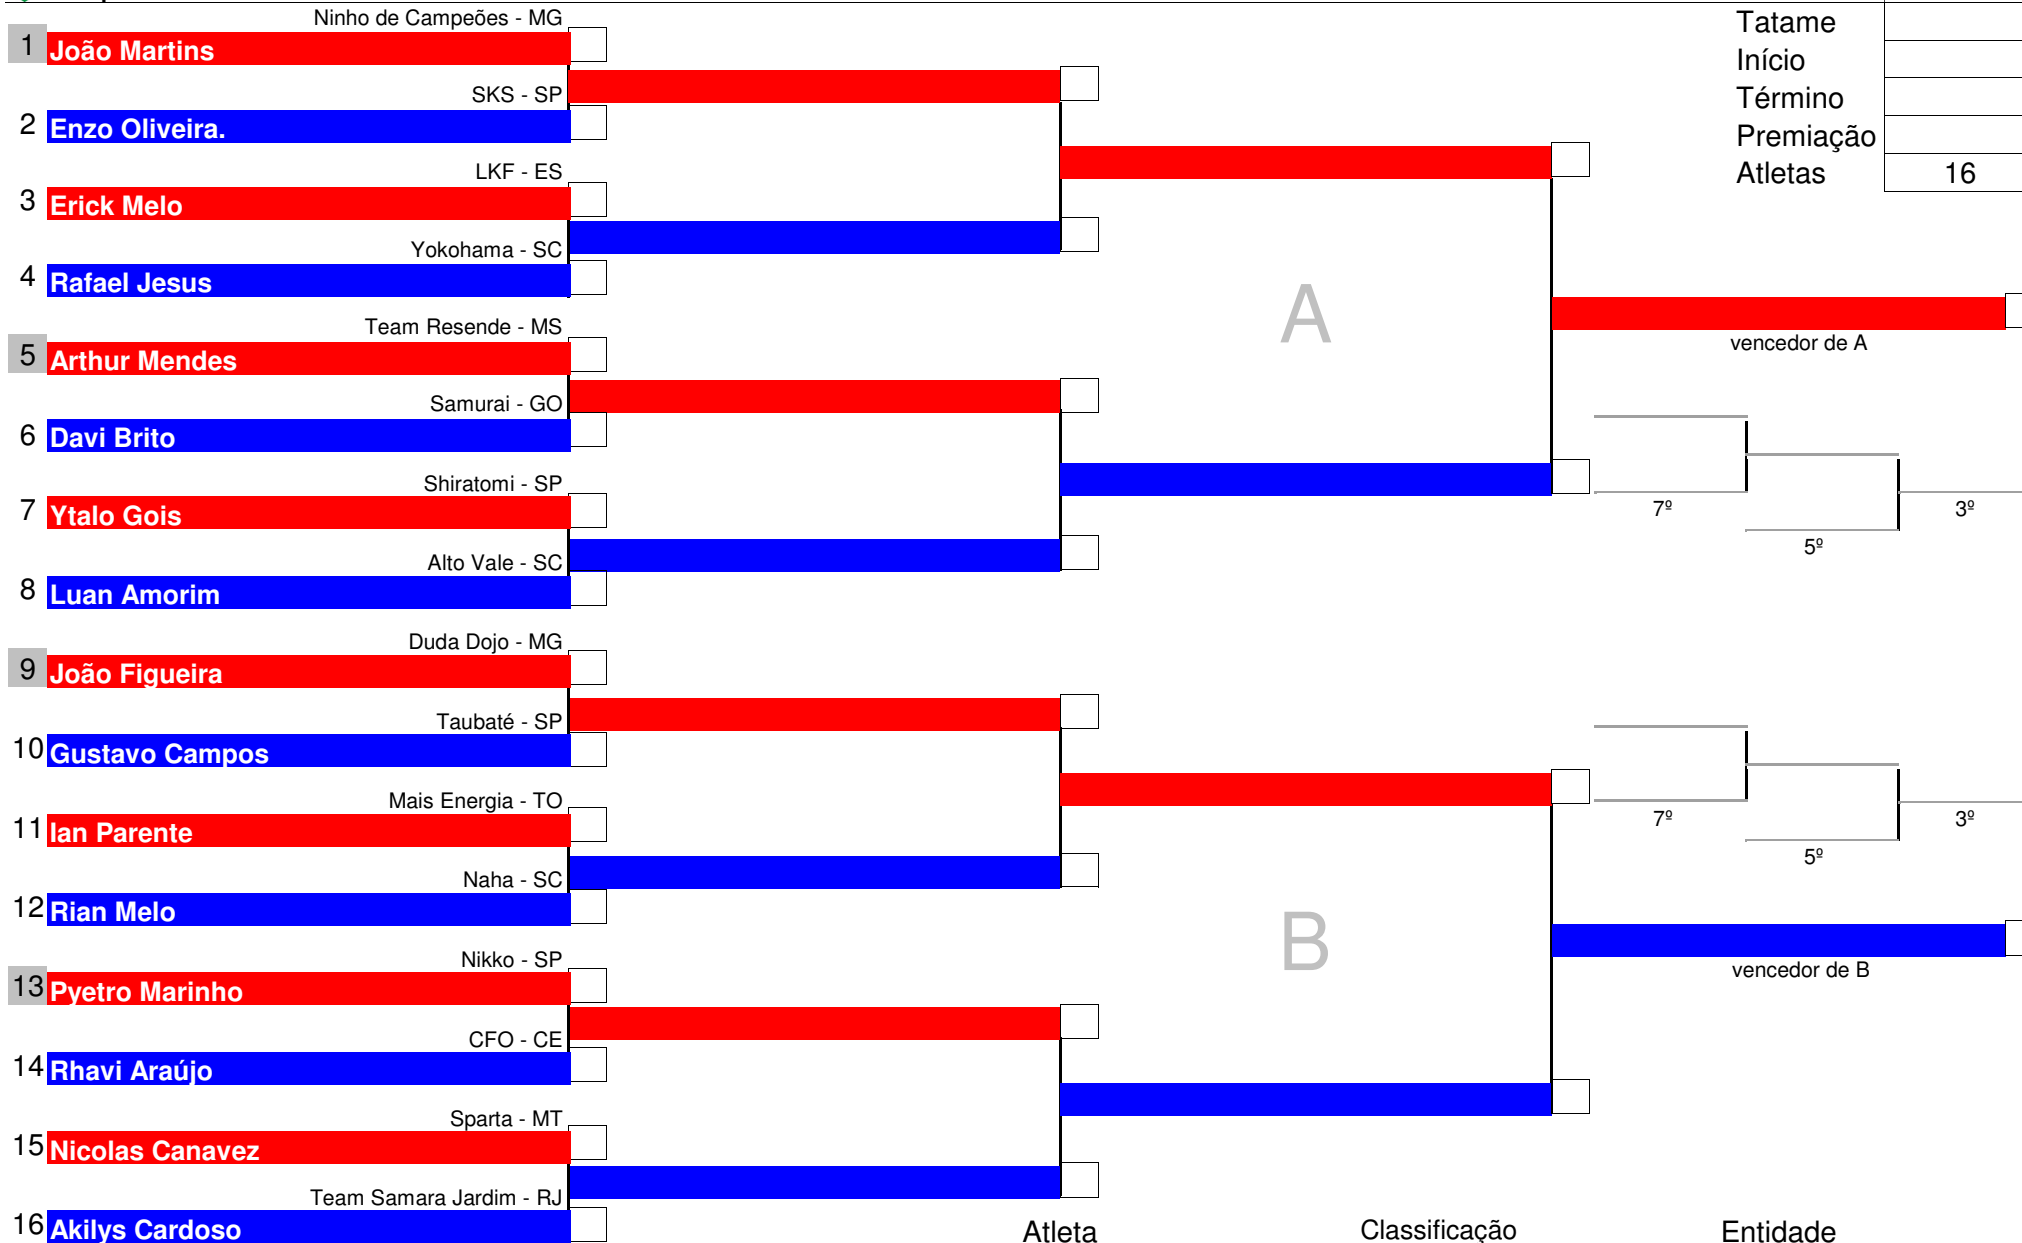 Ninho de Campeões - MG
1 João Martins
SKS - SP
2 Enzo Oliveira.
LKF - ES
3 Erick Melo
Yokohama - SC
4 Rafael Jesus
Team Resende - MS
5 Arthur Mendes
Samurai - GO
6 Davi Brito
Shiratomi - SP
7 Ytalo Gois
Alto Vale - SC
8 Luan Amorim
Duda Dojo - MG
9 João Figueira
Taubaté - SP
10 Gustavo Campos
Mais Energia - TO
11 Ian Parente
Naha - SC
12 Rian Melo
Nikko - SP
13 Pyetro Marinho
CFO - CE
14 Rhavi Araújo
Sparta - MT
15 Nicolas Canavez
Team Samara Jardim - RJ
16 Akilys Cardoso
A
B
Tatame
Início
Término
Premiação
Atletas 16
vencedor de A
7º
3º
5º
7º
3º
5º
vencedor de B
Atleta Classificação Entidade